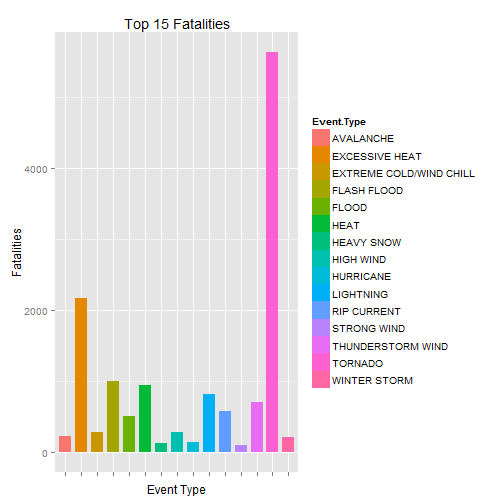 Top 15 Fatalities
Fatalities
4000
2000
0
Event Type
Event.Type
AVALANCHE
EXCESSIVE HEAT
EXTREME COLD/WIND CHILL
FLASH FLOOD
FLOOD
HEAT
HEAVY SNOW
HIGH WIND
HURRICANE
LIGHTNING
RIP CURRENT
STRONG WIND
THUNDERSTORM WIND
TORNADO
WINTER STORM